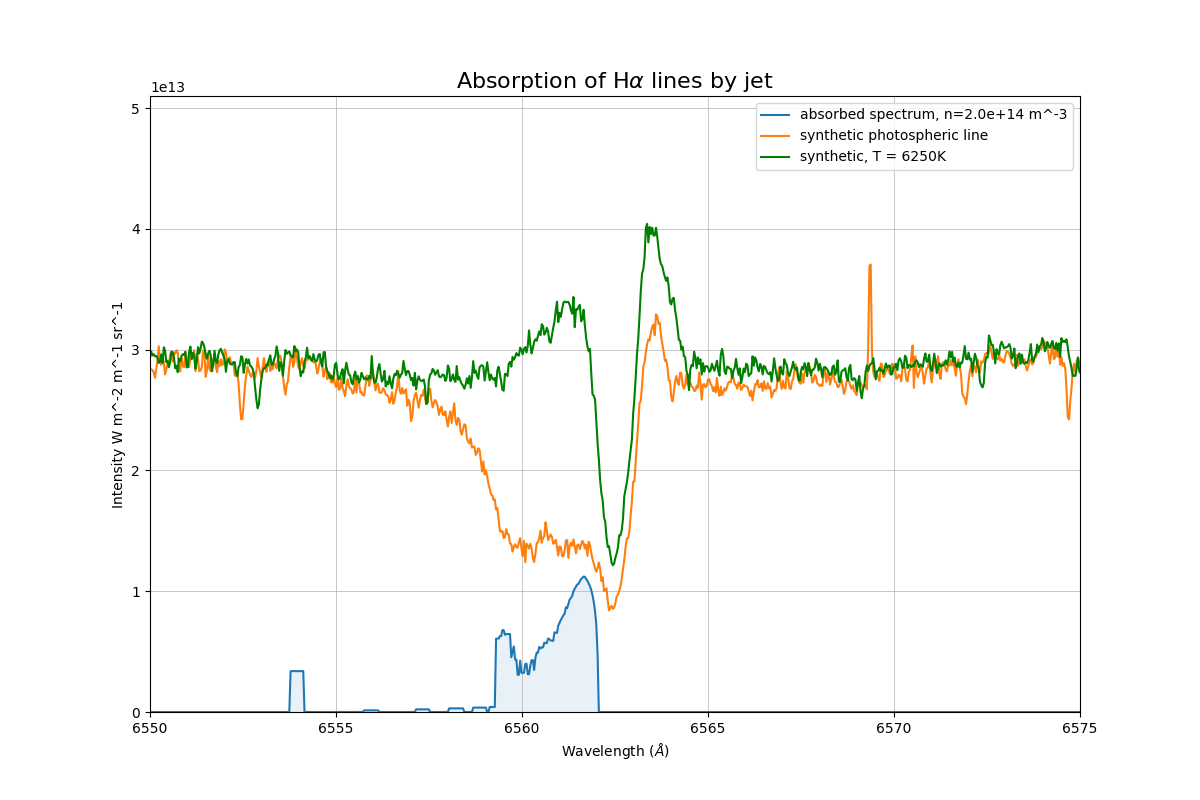 Absorption of Hα lines by jet
1e13
absorbed spectrum, n=2.0e+14 m^-3
synthetic photospheric line
synthetic, T = 6250K
5
4
3
2
1
0
Intensity W m^-2 m^-1 sr^-1
6550 6555 6560 6565 6570 6575
Wavelength (Å)